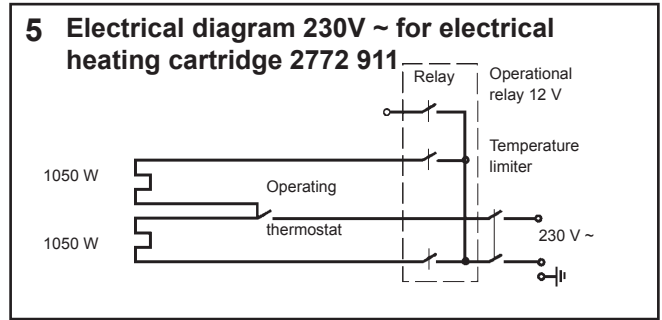 5 Electrical diagram 230V ~ for electrical
heating cartridge 2772 911
Relay
Operational
relay 12 V
Temperature
limiter
1050 W
Operating
thermostat
230 V ~
1050 W